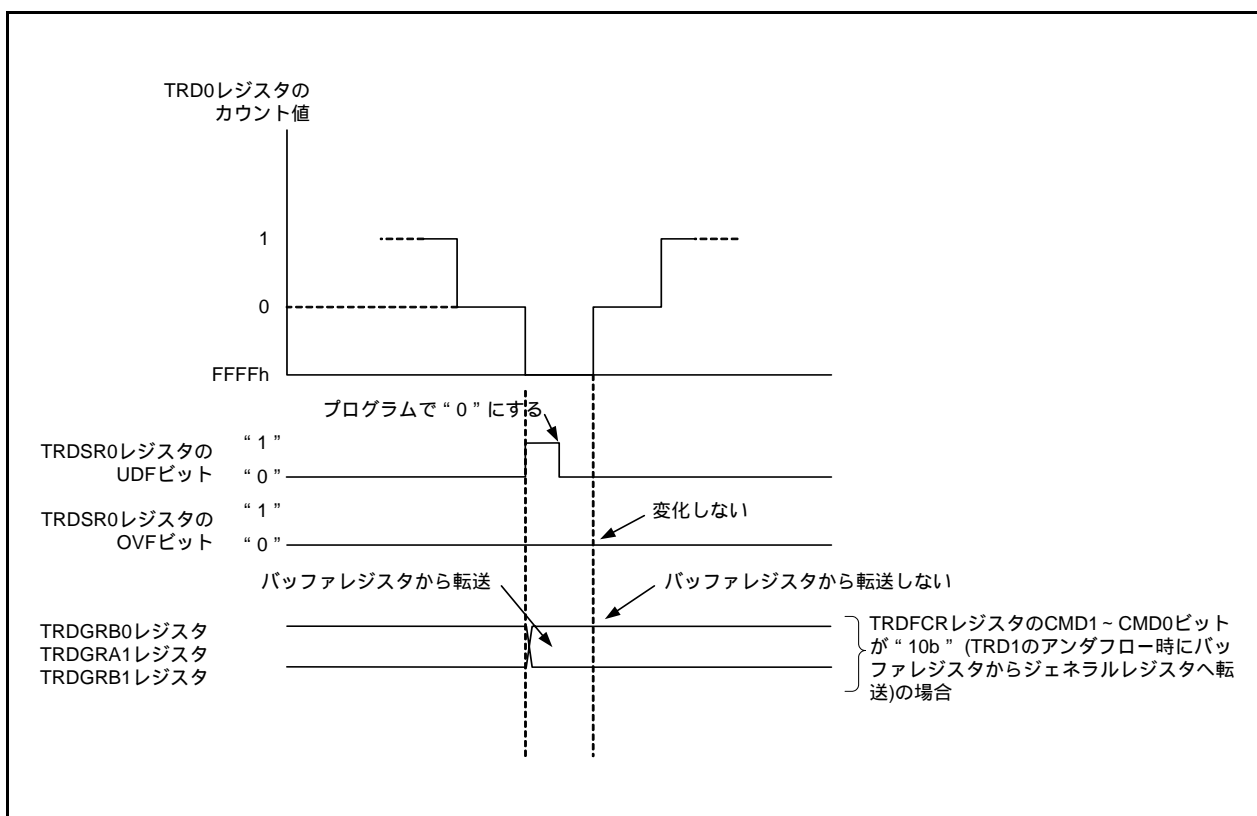 TRD0レジスタの
カウント値
1
0
FFFFh
プログラムで“0”にする
TRDSR0レジスタの
UDFビット
“1”
“0”
TRDSR0レジスタの
OVFビット
“1”
“0”
変化しない
バッファレジスタから転送
バッファレジスタから転送しない
TRDGRB0レジスタ
TRDGRA1レジスタ
TRDGRB1レジスタ
TRDFCRレジスタのCMD1~CMD0ビット
が“10b”(TRD1のアンダフロー時にバッ
ファレジスタからジェネラルレジスタへ転
送)の場合